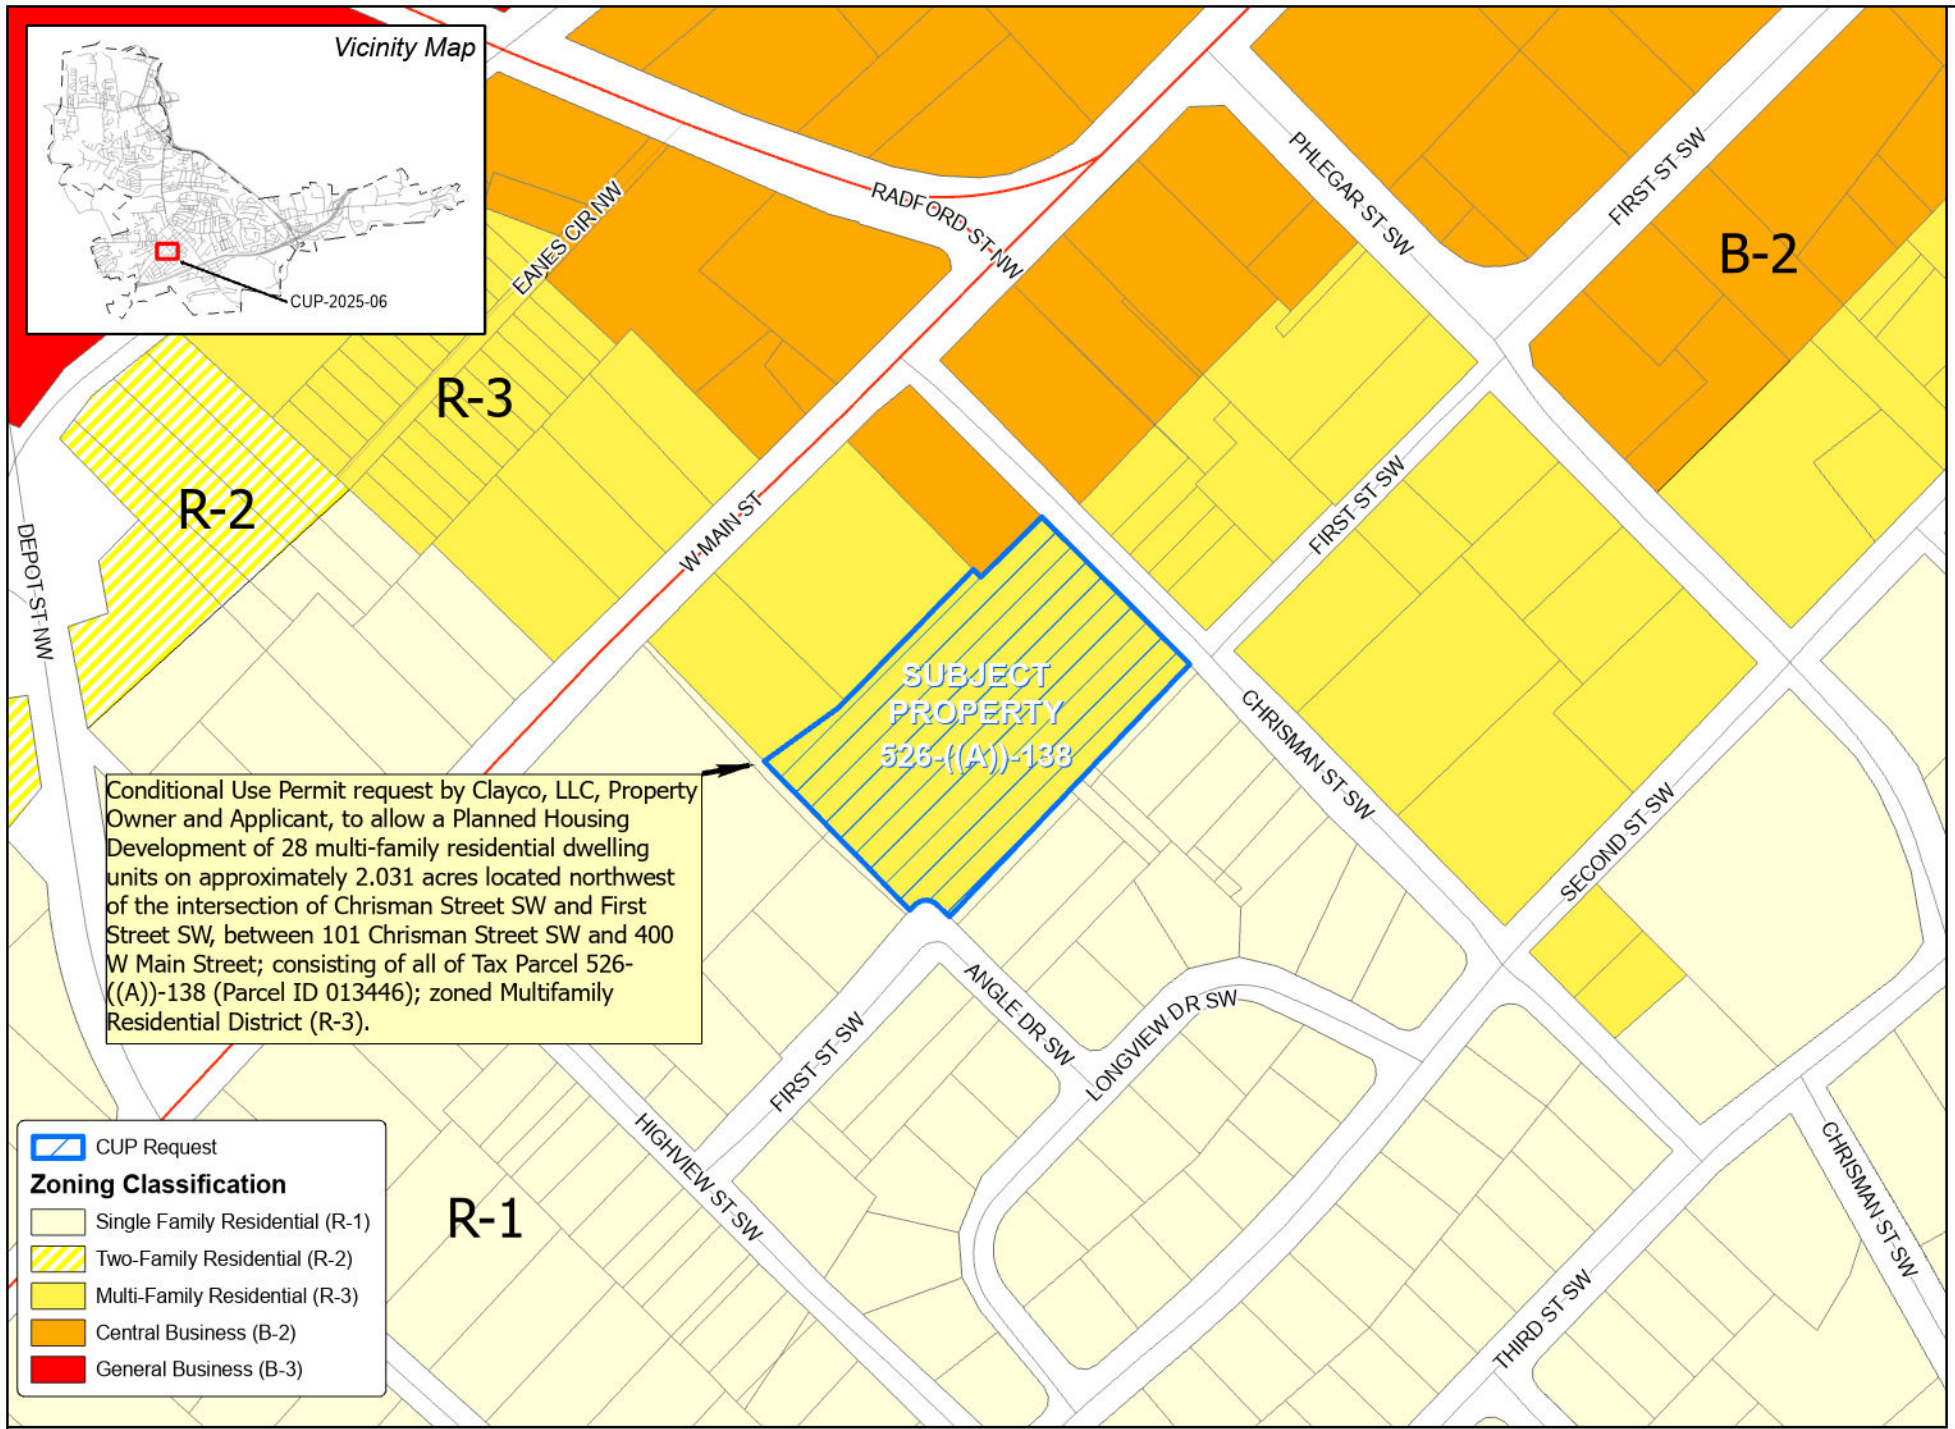 Vicinity Map
CUP-2025-06
RADFORD-ST-NW
EANES CIR NW
PHLEGAR-ST-SW
FIRST-ST-SW
B-2
R-3
R-2
W-MAIN-ST
FIRST-ST-SW
DEPOT-ST-NW
SUBJECT
PROPERTY
526-((A))-138
CHRISMAN-ST-SW
SECOND-ST-SW
Conditional Use Permit request by Clayco, LLC, Property
Owner and Applicant, to allow a Planned Housing
Development of 28 multi-family residential dwelling
units on approximately 2.031 acres located northwest
of the intersection of Chrisman Street SW and First
Street SW, between 101 Chrisman Street SW and 400
W Main Street; consisting of all of Tax Parcel 526-
((A))-138 (Parcel ID 013446); zoned Multifamily
Residential District (R-3).
ANGLE-DR-SW
LONGVIEW-DR SW
FIRST-ST-SW
HIGHVIEW-ST-SW
CHRISMAN-ST-SW
THIRD-ST-SW
R-1
CUP Request
Zoning Classification
Single Family Residential (R-1)
Two-Family Residential (R-2)
Multi-Family Residential (R-3)
Central Business (B-2)
General Business (B-3)